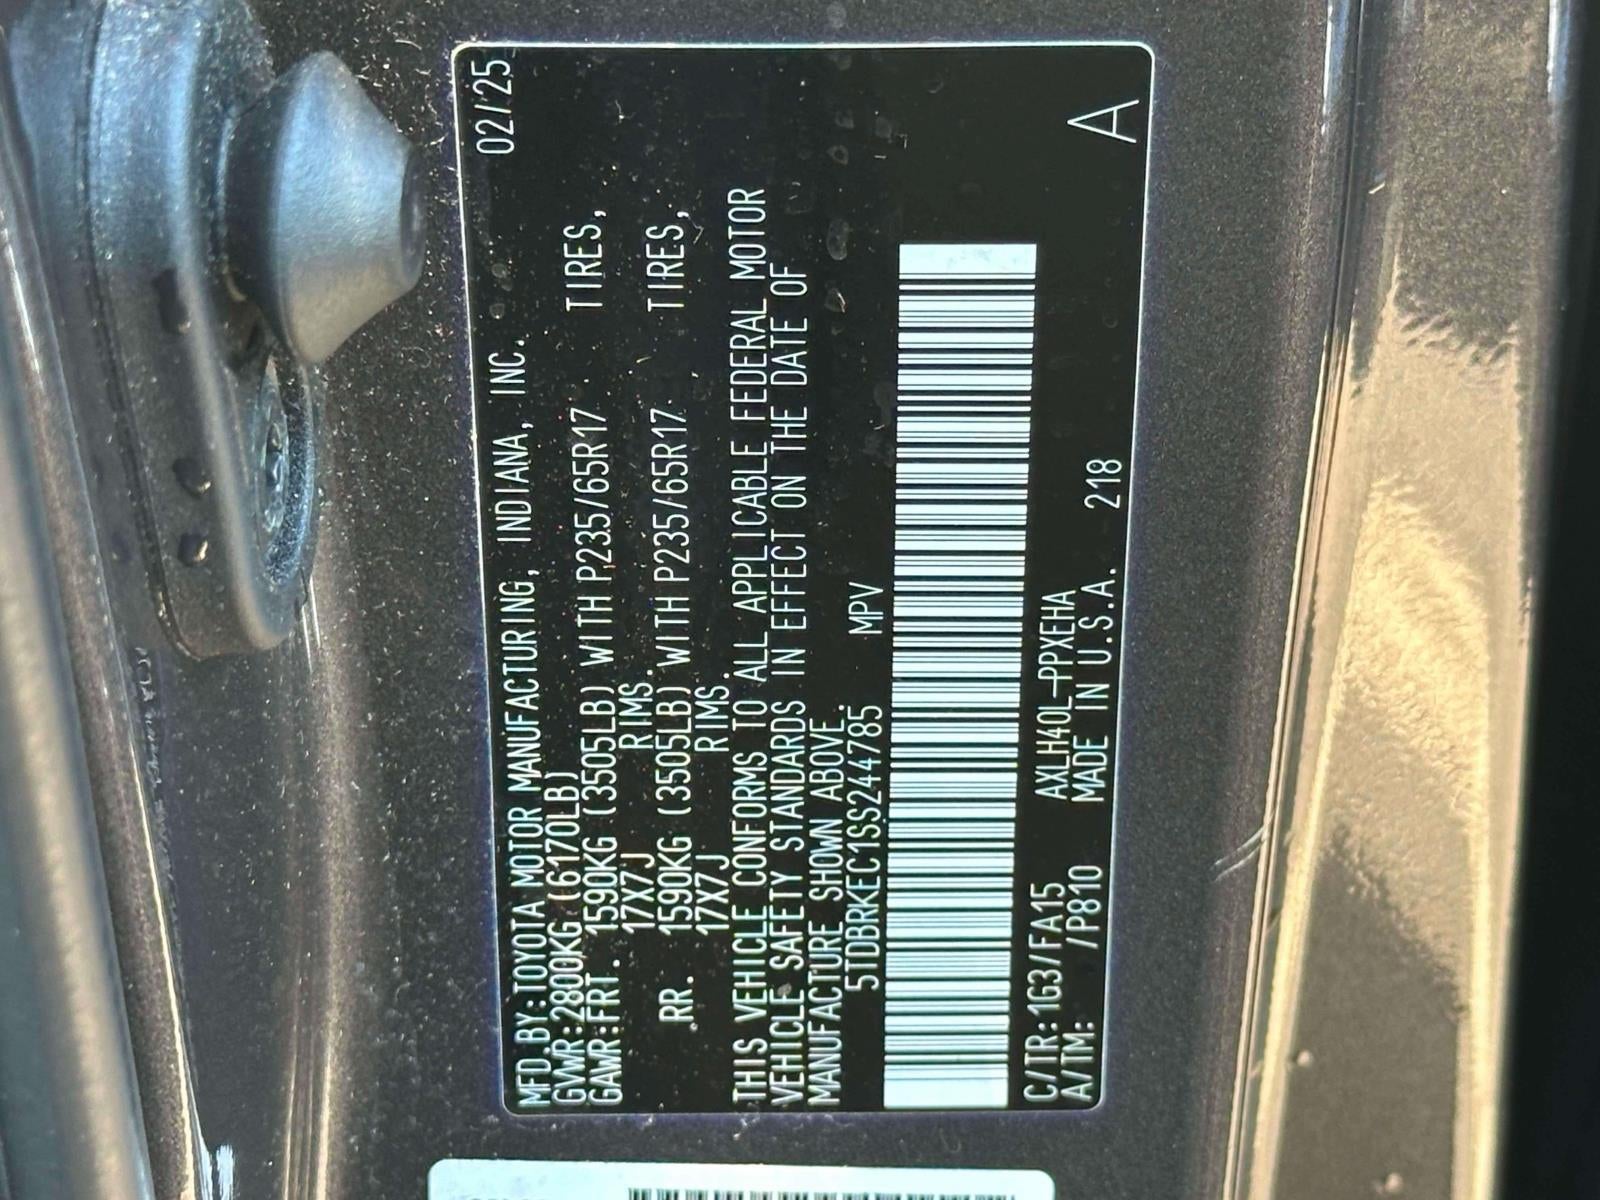 MFD.BY:TOYOTA MOTOR MANUFACTURING, INDIANA, INC. 02/25
GVWR:2800KG(6170LB)
GAWR:FRT. 1590KG(3505LB) WITH P235/65R17 TIRES,
17X7J RIMS.
RR. 1590KG(3505LB) WITH P235/65R17 TIRES,
17X7J RIMS.
THIS VEHICLE CONFORMS TO ALL APPLICABLE FEDERAL MOTOR
VEHICLE SAFETY STANDARDS IN EFFECT ON THE DATE OF
MANUFACTURE SHOWN ABOVE.
5TDBRKEC1SS244785 MPV
C/TR:1G3/FA15 AXLH40L-PPXEHA
A/TM: /P810 MADE IN U.S.A. 218 A